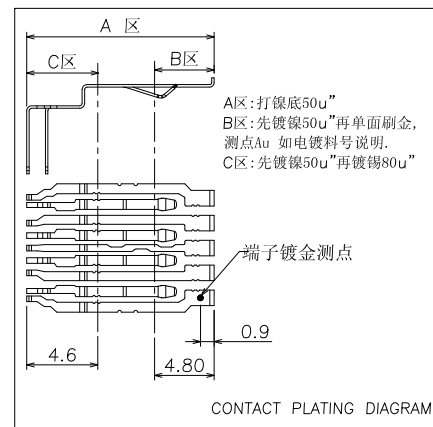 A 区
C区
B区
A区:打镍底50u"
B区:先镀镍50u"再单面刷金,
测点Au 如电镀料号说明.
C区:先镀镍50u"再镀锡80u"
端子镀金测点
0.9
4.6
4.80
CONTACT PLATING DIAGRAM